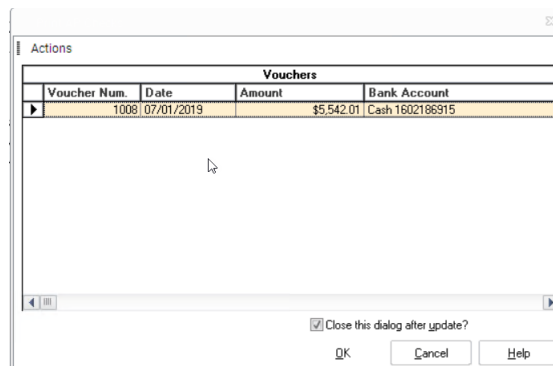 Actions
Vouchers
Voucher Num. Date Amount Bank Account
1008 07/01/2019 $5,542.01 Cash 1602186915
Close this dialog after update?
OK Cancel Help